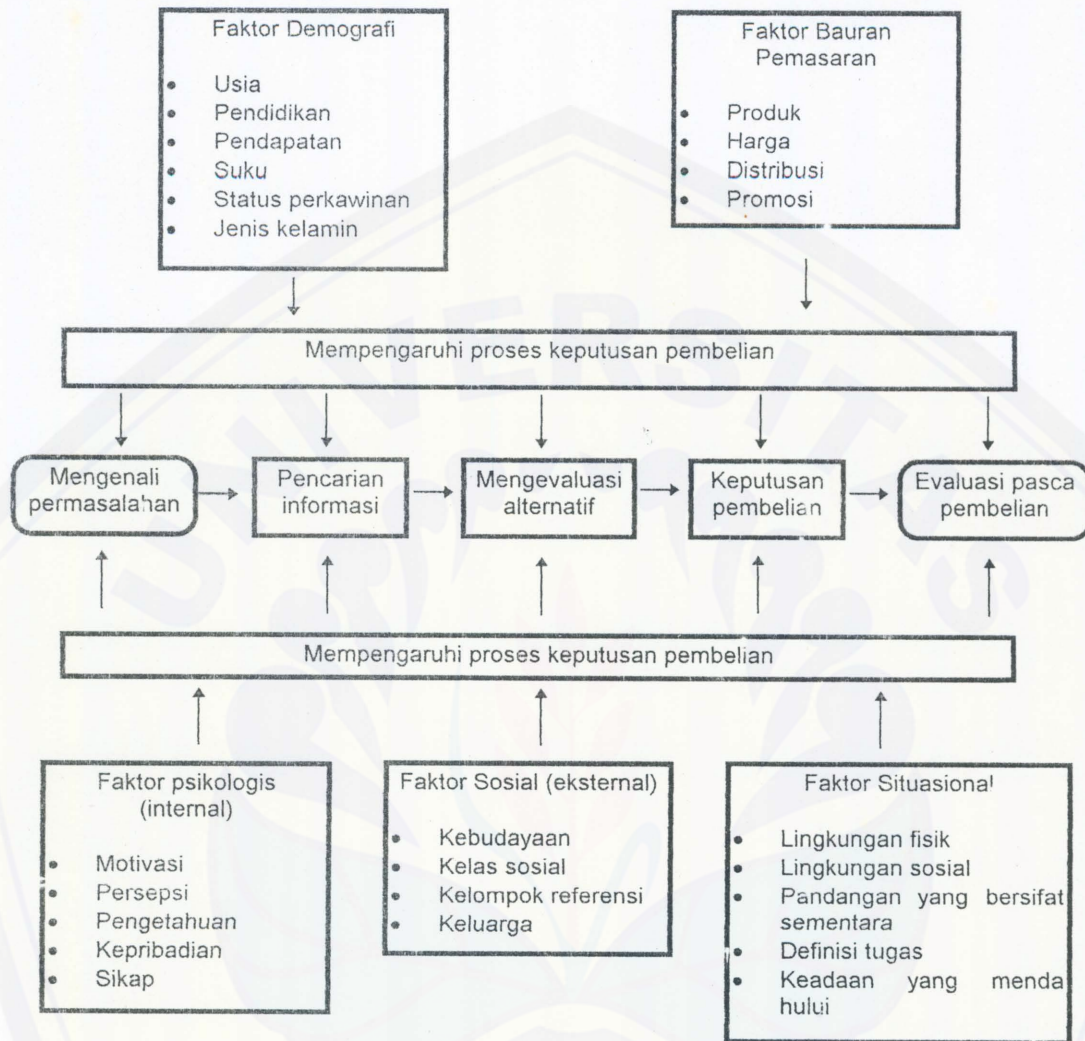 Faktor Demografi
• Usia
• Pendidikan
• Pendapatan
• Suku
• Status perkawinan
• Jenis kelamin
Faktor Bauran
Pemasaran
• Produk
• Harga
• Distribusi
• Promosi
Mempengaruhi proses keputusan pembelian
Mengenali
permasalahan
Pencarian
informasi
Mengevaluasi
alternatif
Keputusan
pembelian
Evaluasi pasca
pembelian
Mempengaruhi proses keputusan pembelian
Faktor psikologis
(internal)
• Motivasi
• Persepsi
• Pengetahuan
• Kepribadian
• Sikap
Faktor Sosial (eksternal)
• Kebudayaan
• Kelas sosial
• Kelompok referensi
• Keluarga
Faktor Situasional
• Lingkungan fisik
• Lingkungan sosial
• Pandangan yang bersifat
sementara
• Definisi tugas
• Keadaan yang menda
hului
UNIVERSITAS